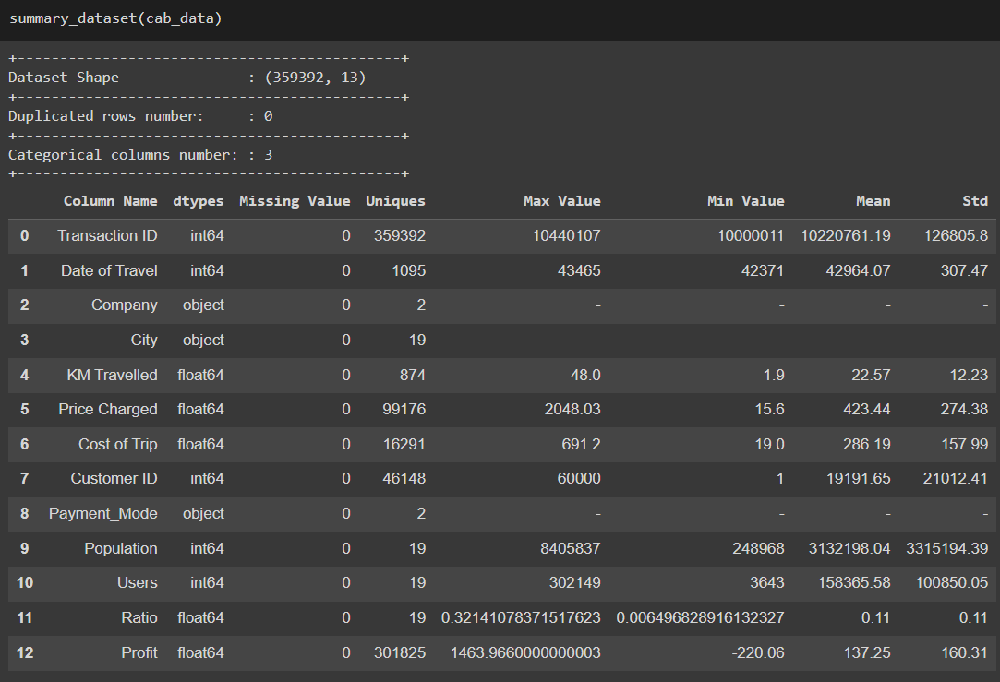 summary_dataset(cab_data)
+---------------------------------------------+
Dataset Shape : (359392, 13)
+---------------------------------------------+
Duplicated rows number: : 0
+---------------------------------------------+
Categorical columns number: : 3
+---------------------------------------------+
Column Name dtypes Missing Value Uniques Max Value Min Value Mean Std
0 Transaction ID int64 0 359392 10440107 10000011 10220761.19 126805.8
1 Date of Travel int64 0 1095 43465 42371 42964.07 307.47
2 Company object 0 2 - - - -
3 City object 0 19 - - - -
4 KM Travelled float64 0 874 48.0 1.9 22.57 12.23
5 Price Charged float64 0 99176 2048.03 15.6 423.44 274.38
6 Cost of Trip float64 0 16291 691.2 19.0 286.19 157.99
7 Customer ID int64 0 46148 60000 1 19191.65 21012.41
8 Payment_Mode object 0 2 - - - -
9 Population int64 0 19 8405837 248968 3132198.04 3315194.39
10 Users int64 0 19 302149 3643 158365.58 100850.05
11 Ratio float64 0 19 0.32141078371517623 0.006496828916132327 0.11 0.11
12 Profit float64 0 301825 1463.9660000000003 -220.06 137.25 160.31